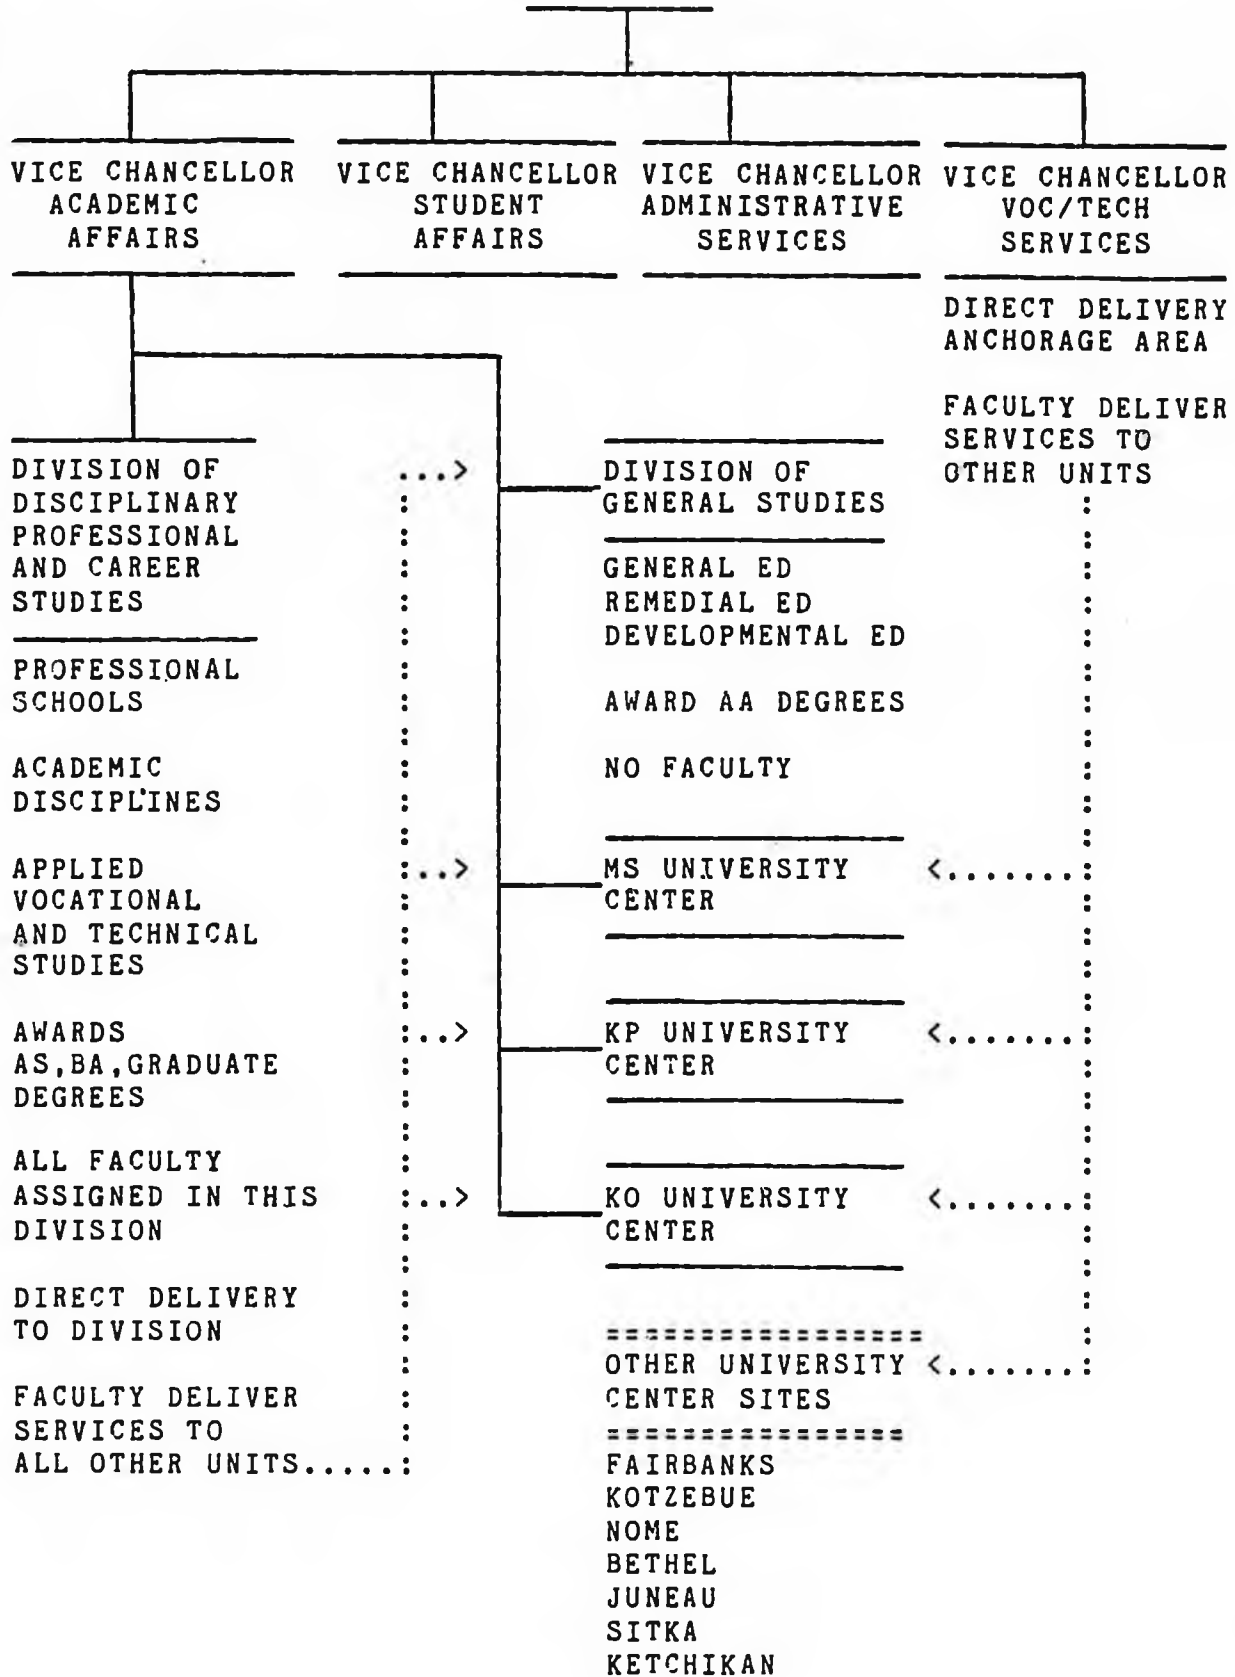 VICE CHANCELLOR
ACADEMIC
AFFAIRS
VICE CHANCELLOR
STUDENT
AFFAIRS
VICE CHANCELLOR
ADMINISTRATIVE
SERVICES
VICE CHANCELLOR
VOC/TECH
SERVICES
DIRECT DELIVERY
ANCHORAGE AREA
FACULTY DELIVER
SERVICES TO
OTHER UNITS
DIVISION OF
DISCIPLINARY
PROFESSIONAL
AND CAREER
STUDIES
PROFESSIONAL
SCHOOLS
ACADEMIC
DISCIPLINES
APPLIED
VOCATIONAL
AND TECHNICAL
STUDIES
AWARDS
AS,BA,GRADUATE
DEGREES
ALL FACULTY
ASSIGNED IN THIS
DIVISION
DIRECT DELIVERY
TO DIVISION
FACULTY DELIVER
SERVICES TO
ALL OTHER UNITS.....:
DIVISION OF
GENERAL STUDIES
GENERAL ED
REMEDIAL ED
DEVELOPMENTAL ED
AWARD AA DEGREES
NO FACULTY
MS UNIVERSITY
CENTER
KP UNIVERSITY
CENTER
KO UNIVERSITY
CENTER
OTHER UNIVERSITY
CENTER SITES
FAIRBANKS
KOTZEBUE
NOME
BETHEL
JUNEAU
SITKA
KETCHIKAN